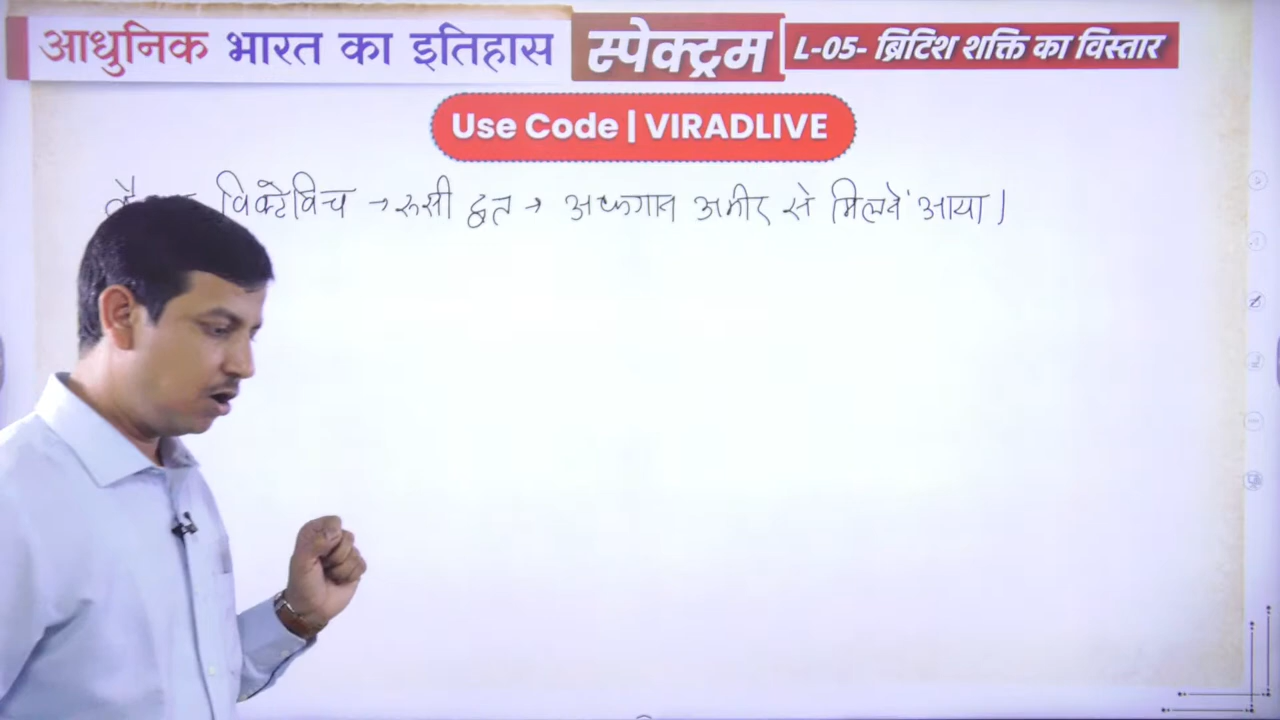 आधुनिक भारत का इतिहास स्पेक्ट्रम L-05- ब्रिटिश शक्ति का विस्तार
Use Code | VIRADLIVE
विक्टेविच → रूसी दूत → अफगान अमीर से मिलने आया।